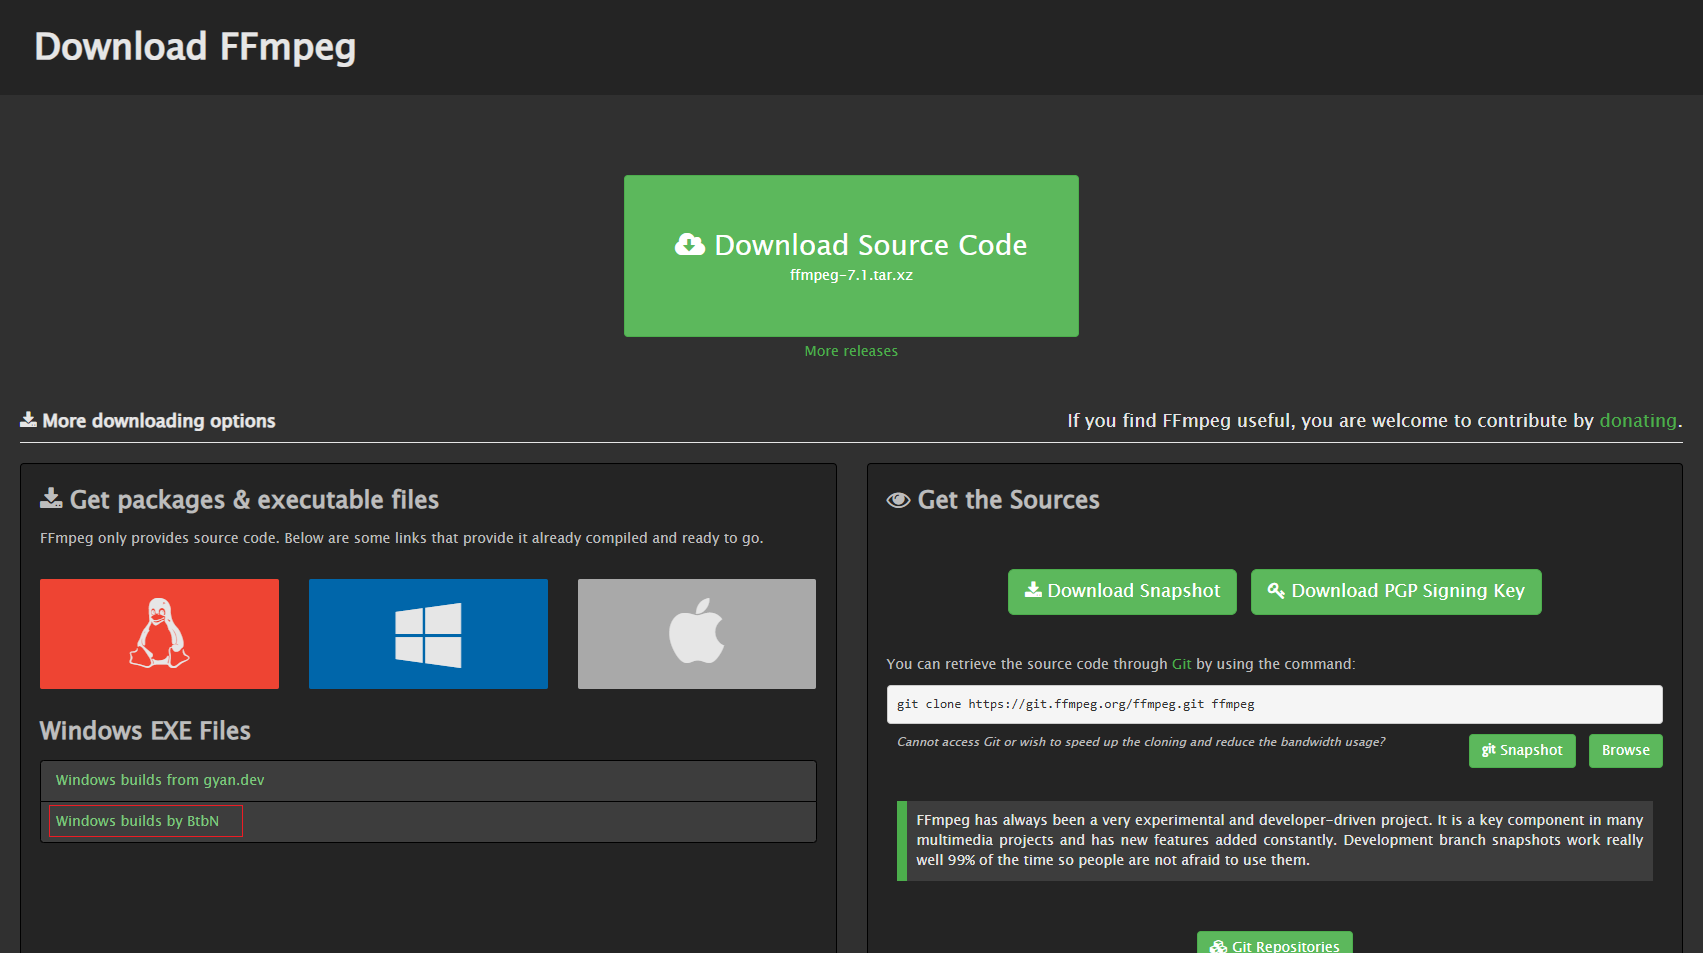 Download FFmpeg
Download Source Code
ffmpeg-7.1.tar.xz
More releases
More downloading options
If you find FFmpeg useful, you are welcome to contribute by donating.
Get packages & executable files
FFmpeg only provides source code. Below are some links that provide it already compiled and ready to go.
Windows EXE Files
Windows builds from gyan.dev
Windows builds by BtbN
Get the Sources
Download Snapshot
Download PGP Signing Key
You can retrieve the source code through Git by using the command:
git clone https://git.ffmpeg.org/ffmpeg.git ffmpeg
Cannot access Git or wish to speed up the cloning and reduce the bandwidth usage?
git Snapshot
Browse
FFmpeg has always been a very experimental and developer-driven project. It is a key component in many
multimedia projects and has new features added constantly. Development branch snapshots work really
well 99% of the time so people are not afraid to use them.
Git Repositories